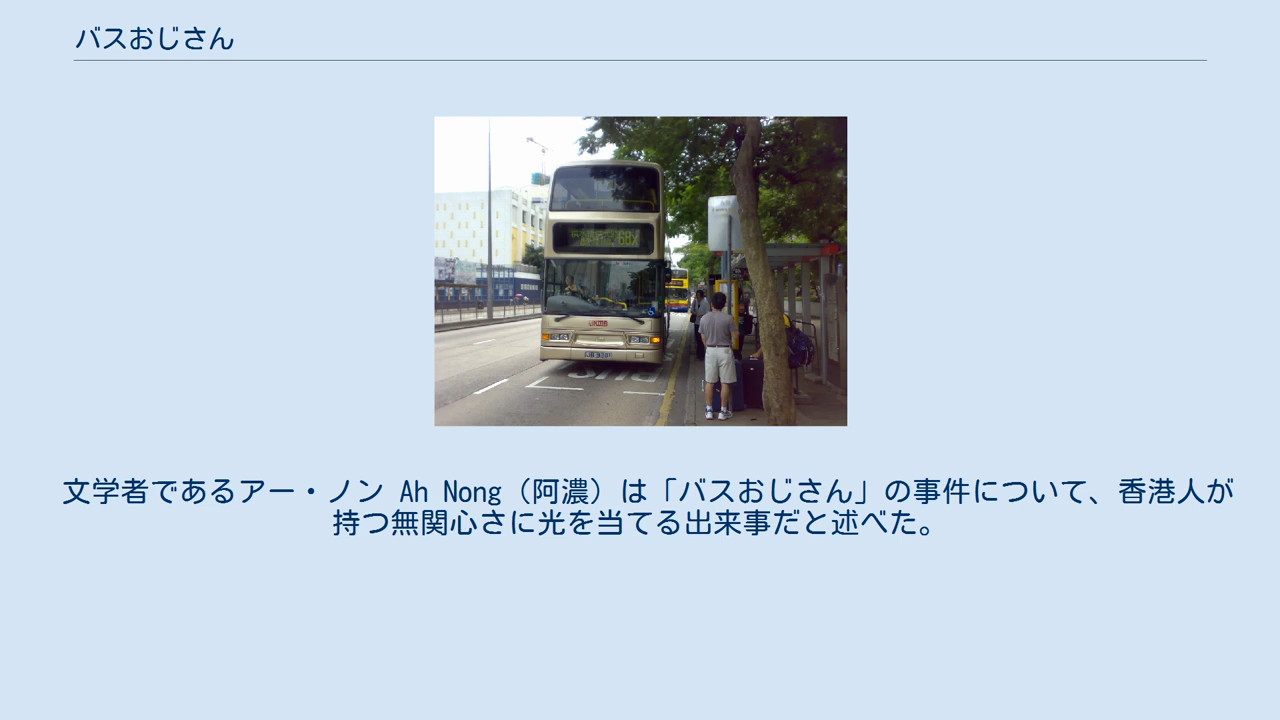 バスおじさん
68X
KMB
文学者であるアー・ノン Ah Nong（阿濃）は「バスおじさん」の事件について、香港人が
持つ無関心さに光を当てる出来事だと述べた。